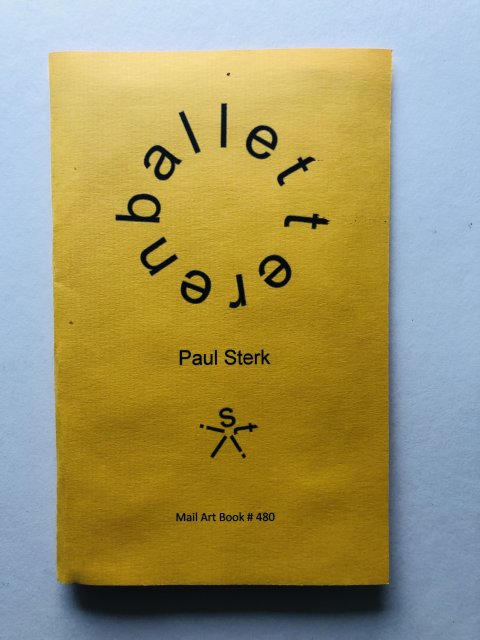 balletteren
Paul Sterk
Mail Art Book # 480